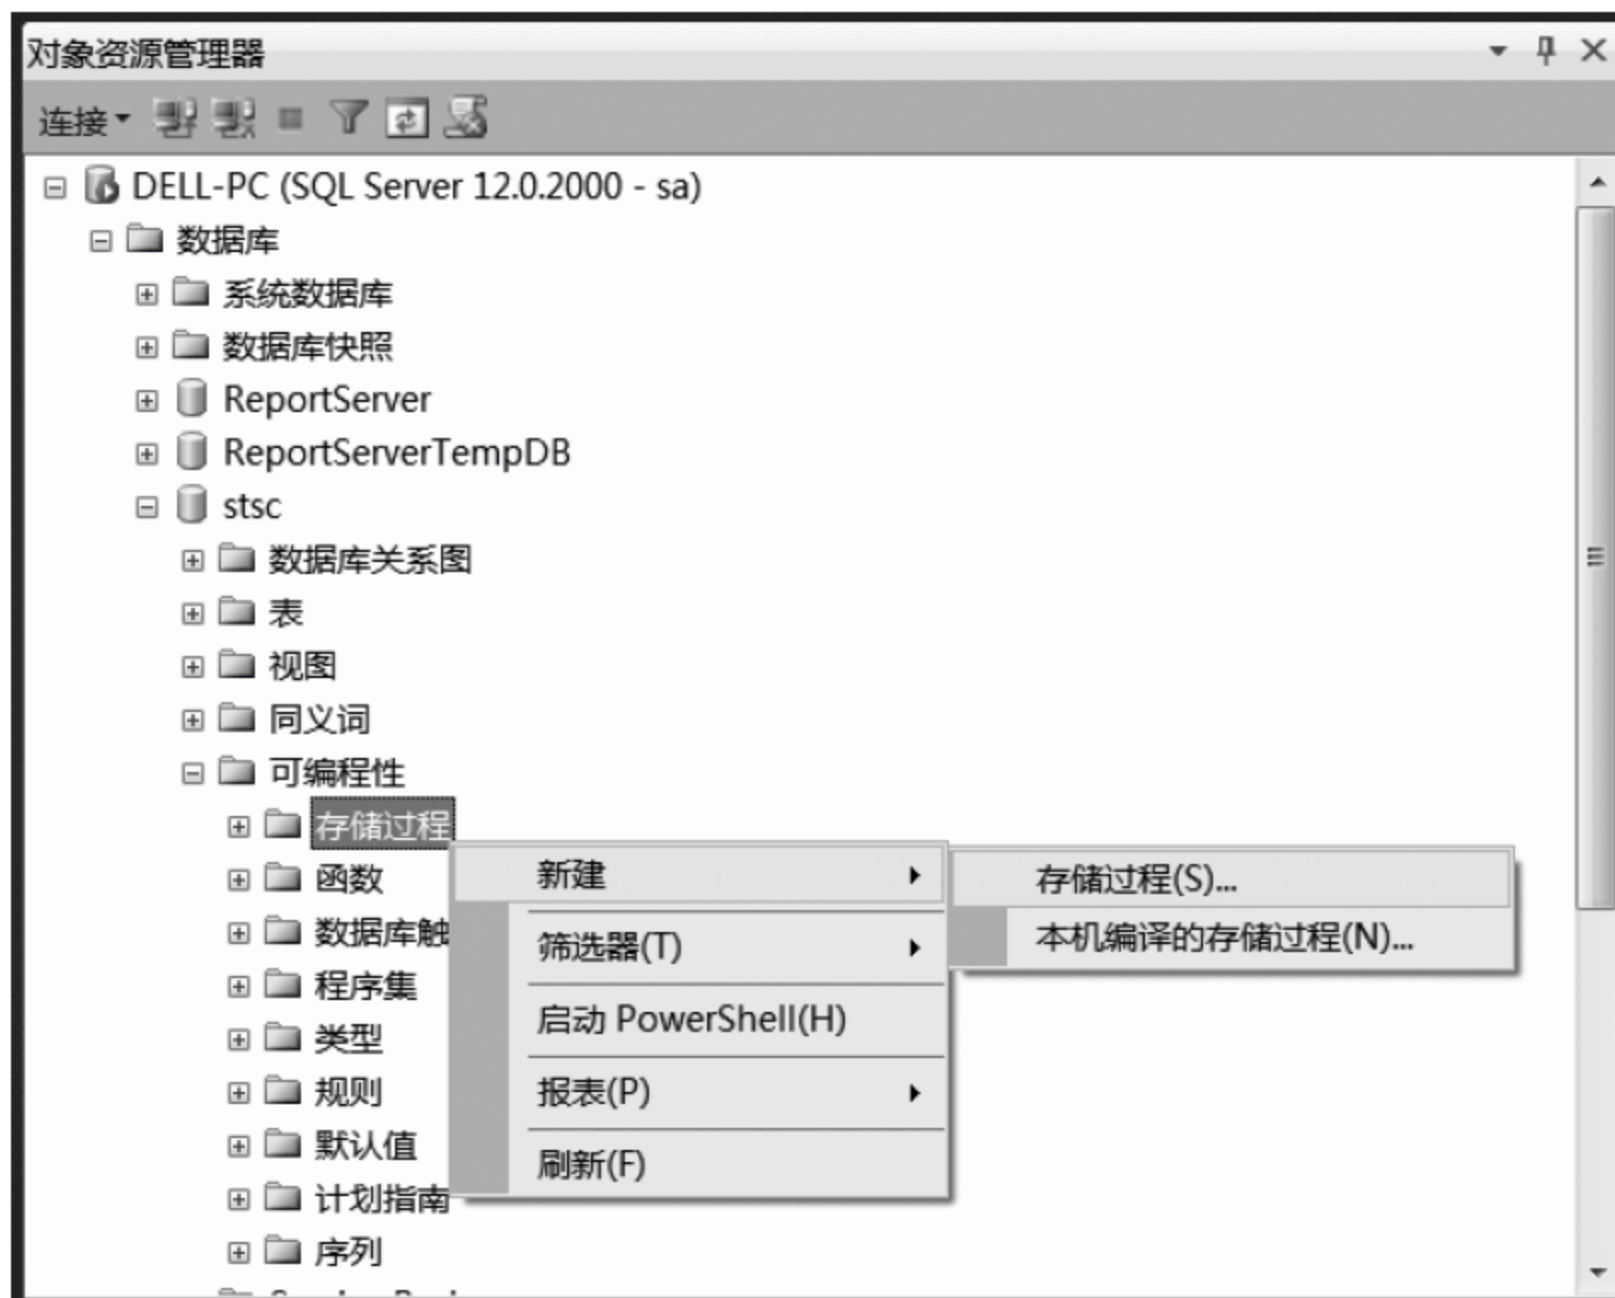 对象资源管理器
连接
DELL-PC (SQL Server 12.0.2000 - sa)
数据库
系统数据库
数据库快照
ReportServer
ReportServerTempDB
stsc
数据库关系图
表
视图
同义词
可编程性
存储过程
函数
数据库触
程序集
类型
规则
默认值
计划指南
序列
新建
筛选器(T)
启动 PowerShell(H)
报表(P)
刷新(F)
存储过程(S)...
本机编译的存储过程(N)...